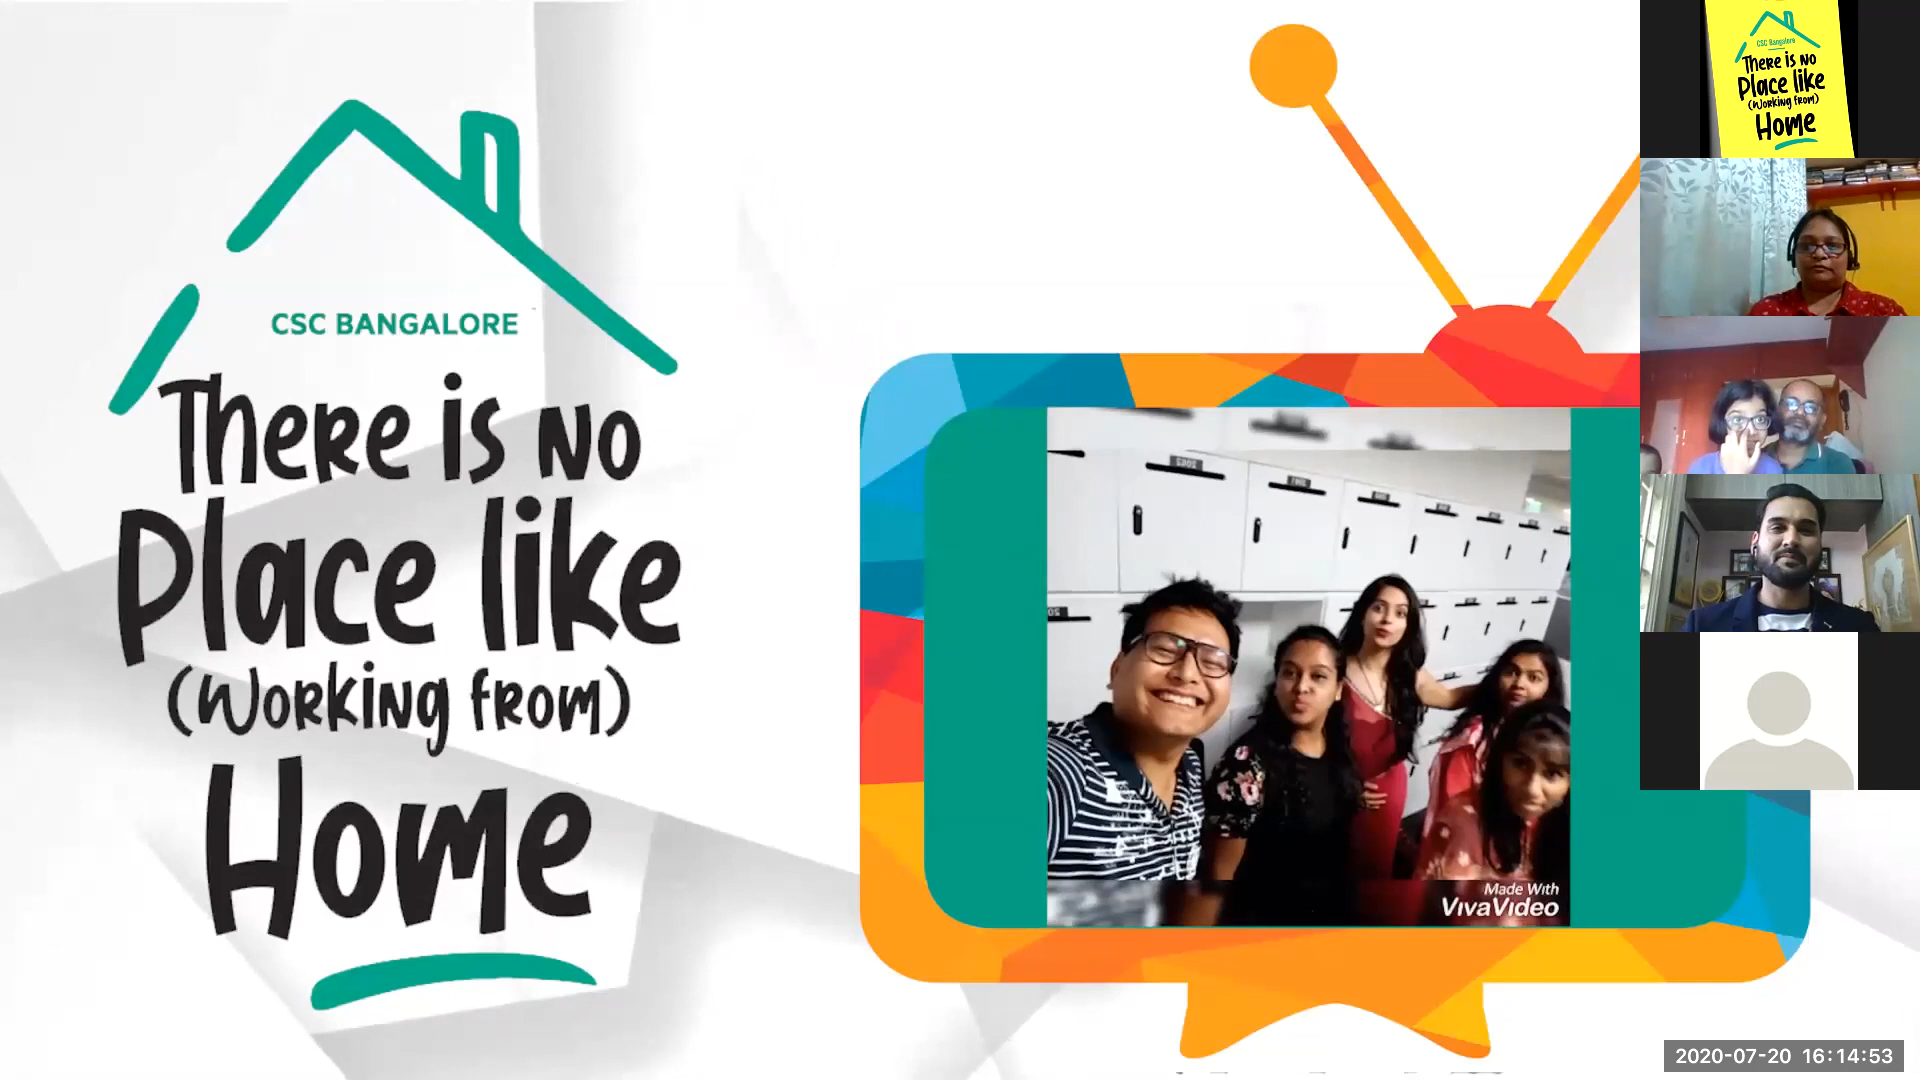 CSC BANGALORE
There is no
Place like
(Working from)
Home
Made With
VivaVideo
CSC Bangalore
There is no
Place like
(Working from)
Home
2020-07-20 16:14:53